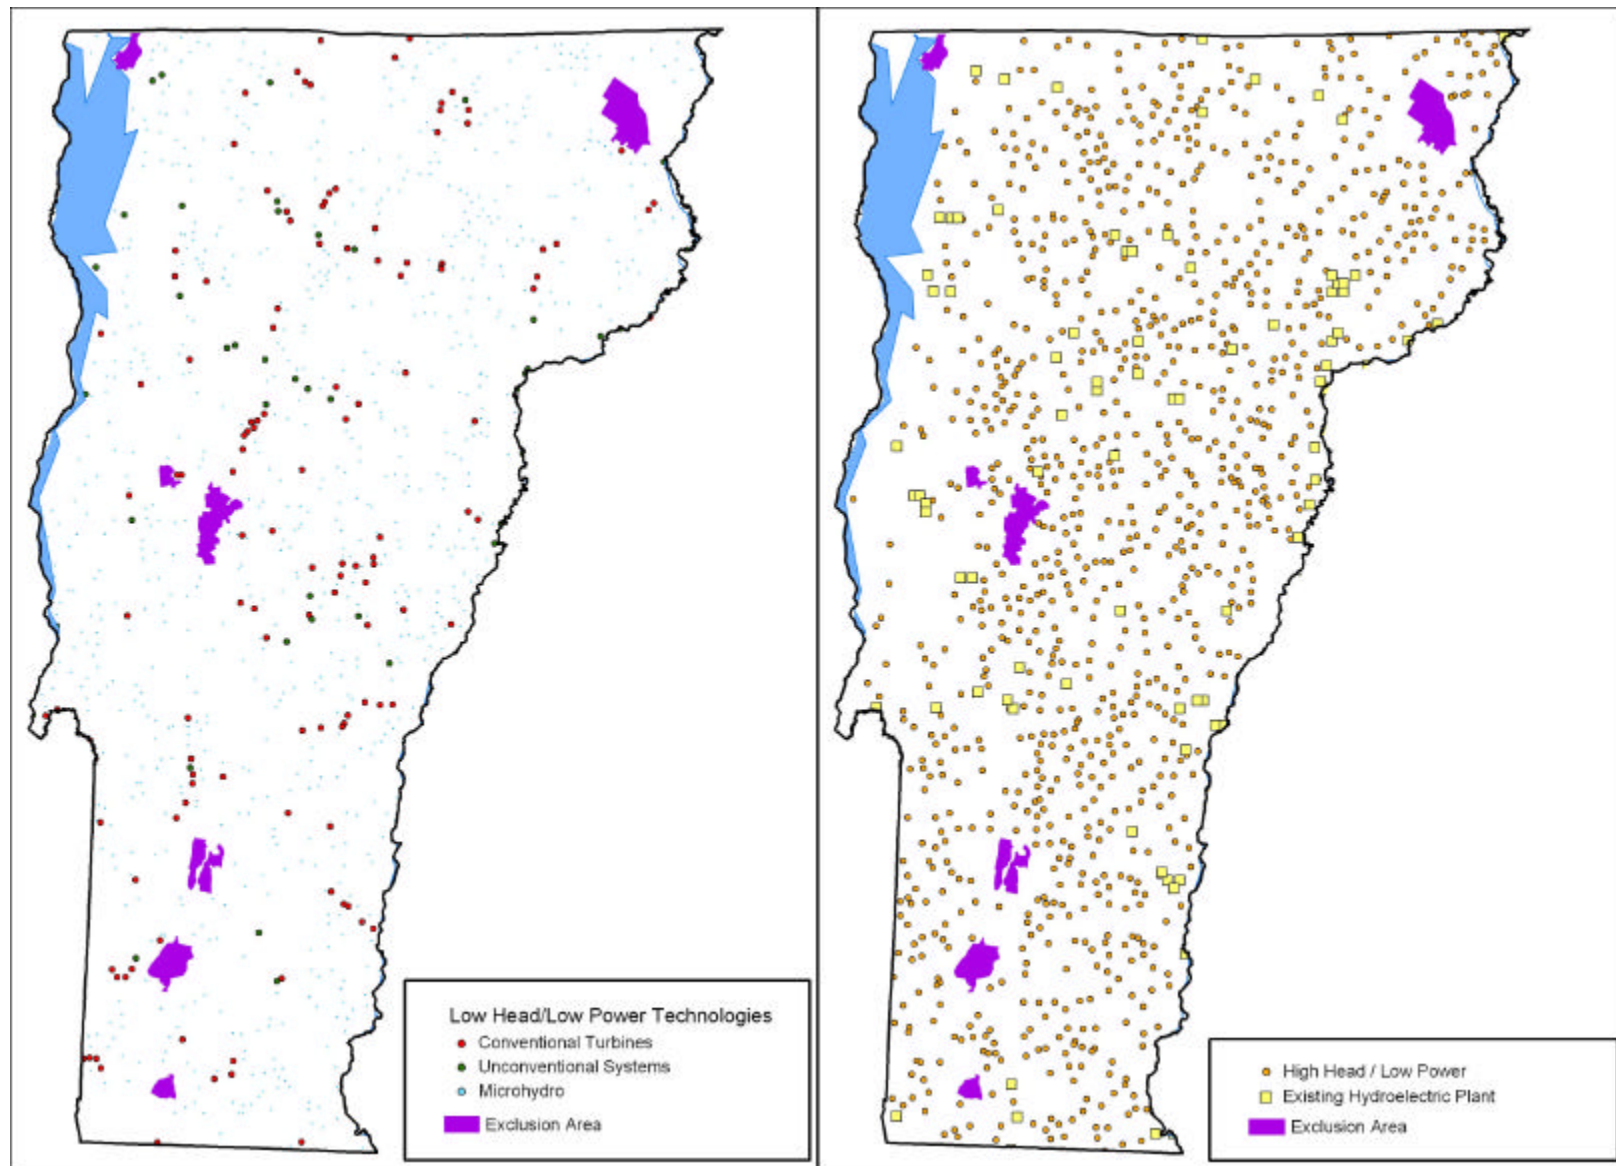 Low Head/Low Power Technologies
Conventional Turbines
Unconventional Systems
Microhydro
Exclusion Area
High Head / Low Power
Existing Hydroelectric Plant
Exclusion Area